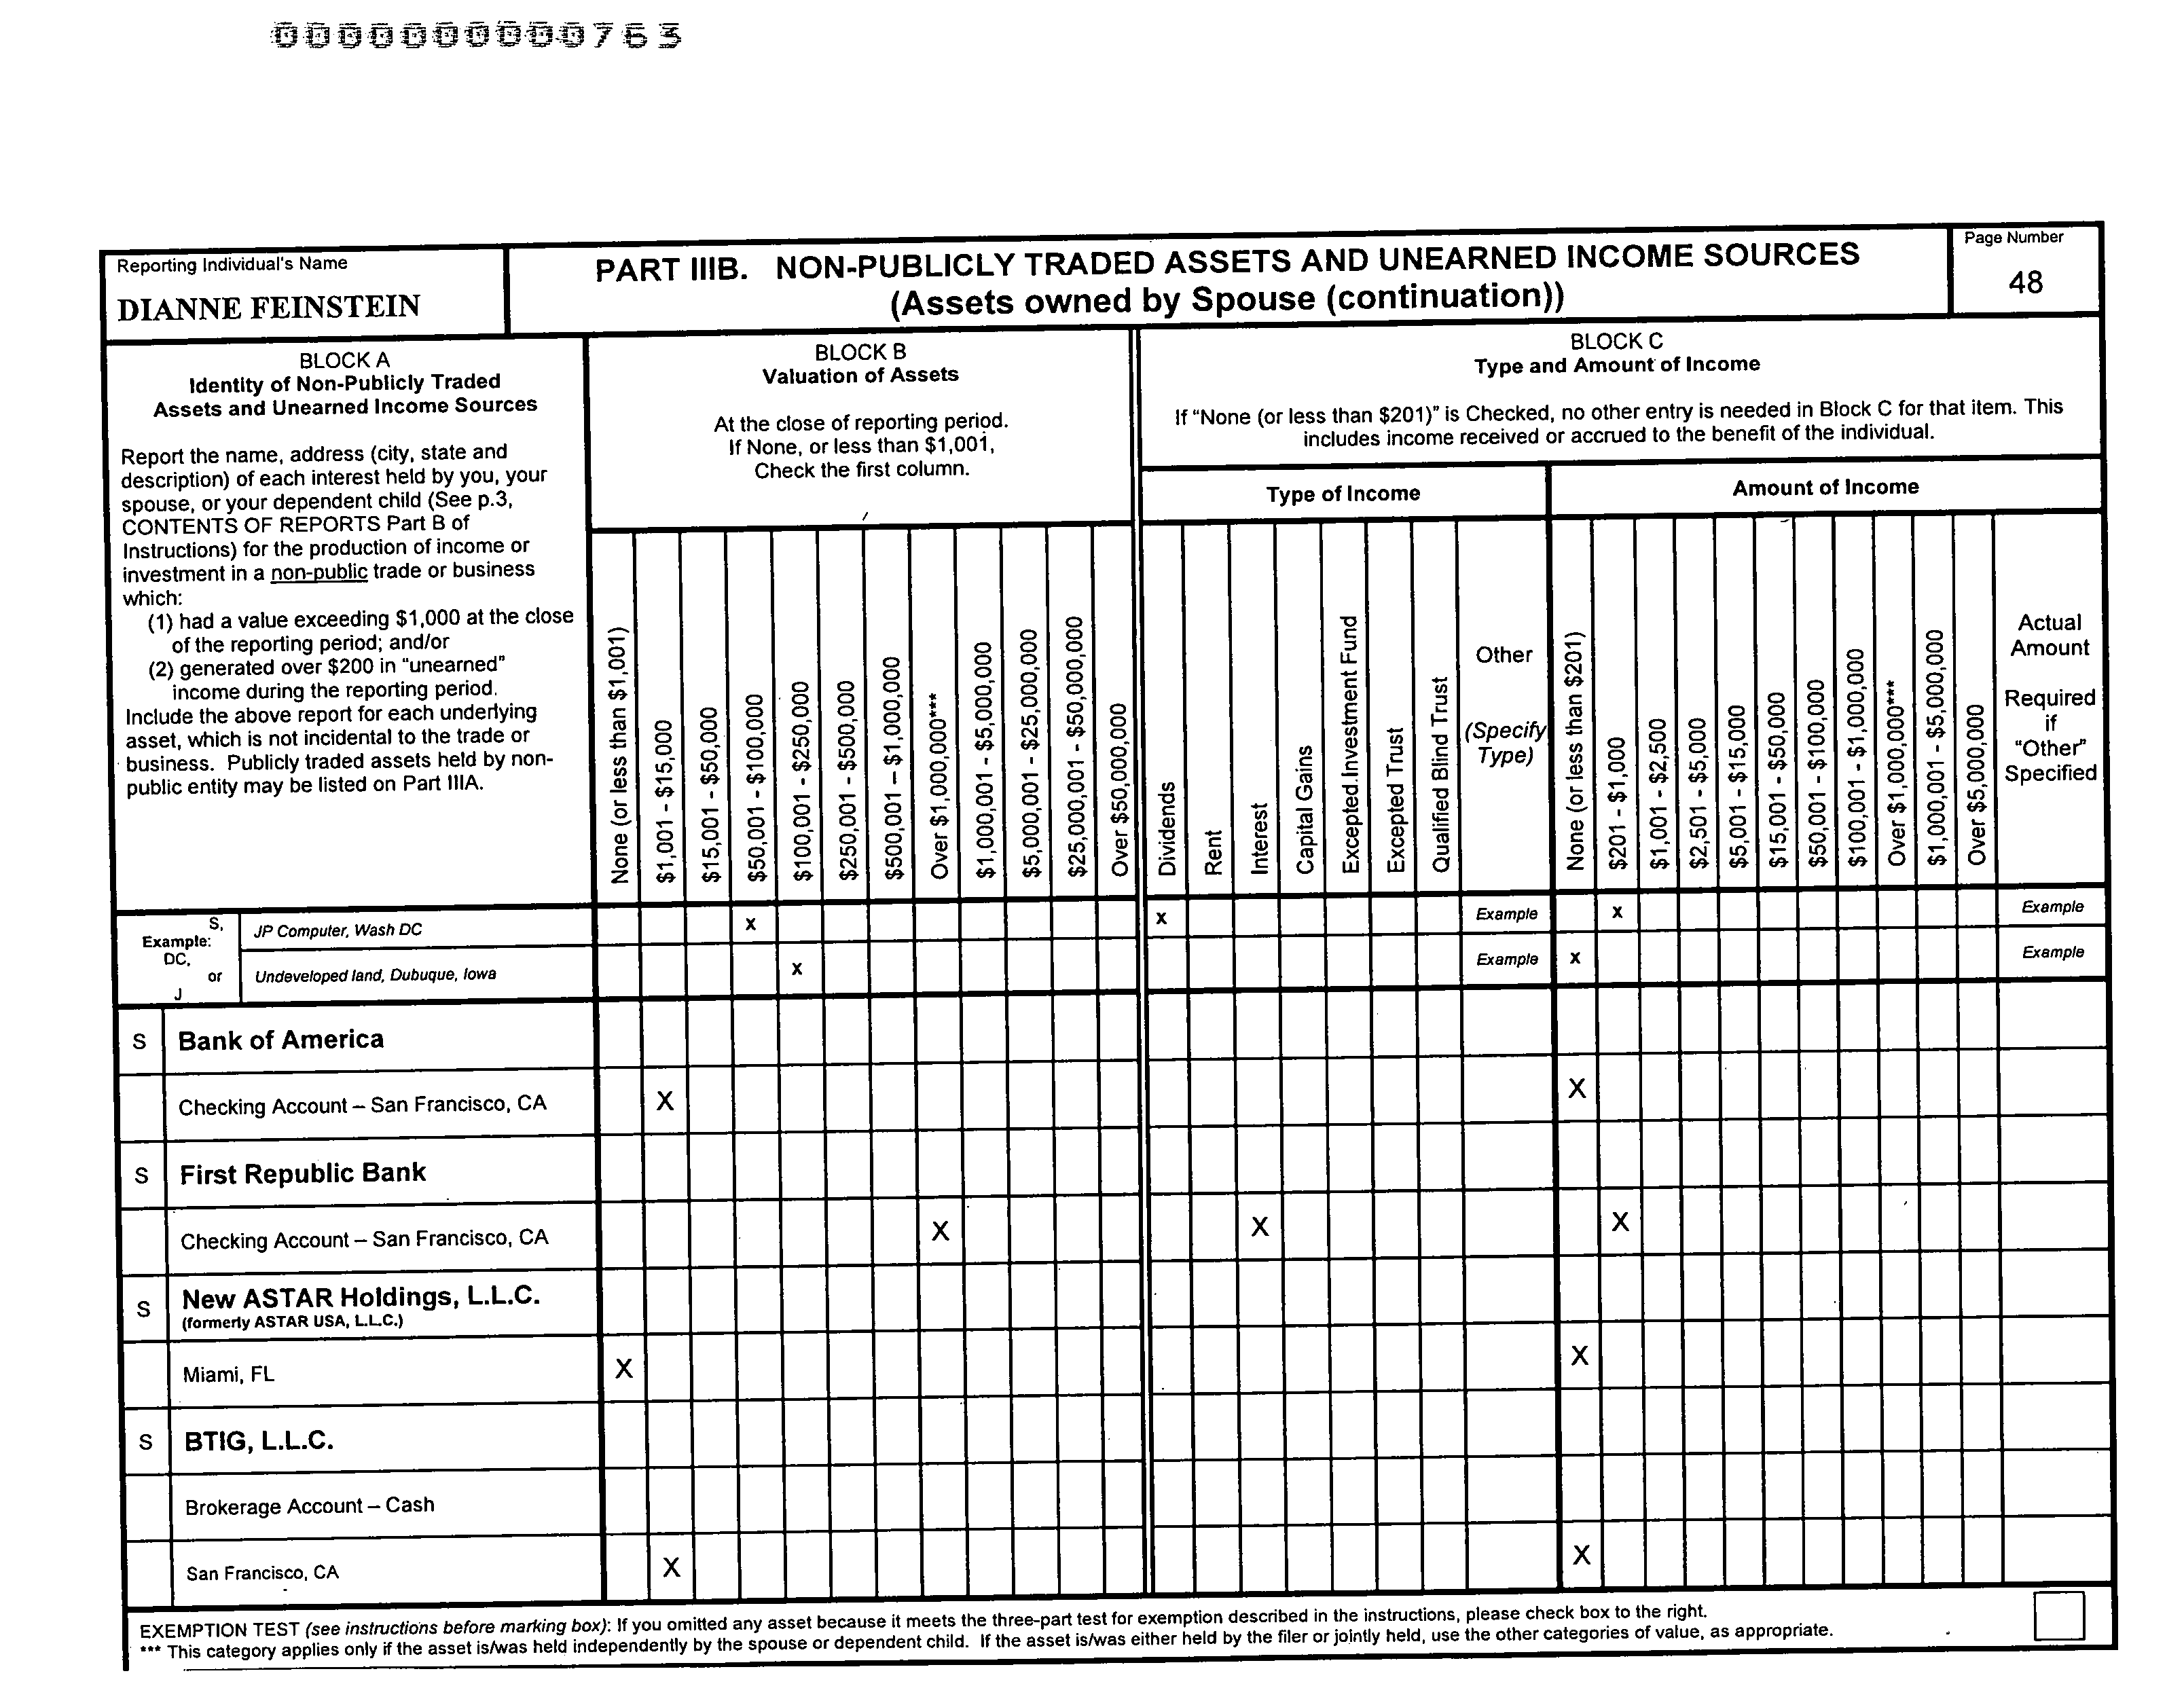 000000000763
Reporting Individual's Name
DIANNE FEINSTEIN
PART IIIB. NON-PUBLICLY TRADED ASSETS AND UNEARNED INCOME SOURCES
(Assets owned by Spouse (continuation))
Page Number
48
BLOCK A
Identity of Non-Publicly Traded
Assets and Unearned Income Sources
Report the name, address (city, state and
description) of each interest held by you, your
spouse, or your dependent child (See p.3,
CONTENTS OF REPORTS Part B of
Instructions) for the production of income or
investment in a non-public trade or business
which:
(1) had a value exceeding $1,000 at the close
of the reporting period; and/or
(2) generated over $200 in "unearned"
income during the reporting period.
Include the above report for each underlying
asset, which is not incidental to the trade or
business. Publicly traded assets held by non-
public entity may be listed on Part IIIA.
BLOCK B
Valuation of Assets
At the close of reporting period.
If None, or less than $1,001,
Check the first column.
None (or less than $1,001)
$1,001 - $15,000
$15,001 - $50,000
$50,001 - $100,000
$100,001 - $250,000
$250,001 - $500,000
$500,001 – $1,000,000
Over $1,000,000***
$1,000,001 - $5,000,000
$5,000,001 - $25,000,000
$25,000,001 - $50,000,000
Over $50,000,000
BLOCK C
Type and Amount of Income
If "None (or less than $201)" is Checked, no other entry is needed in Block C for that item. This
includes income received or accrued to the benefit of the individual.
Type of Income
Amount of Income
Dividends
Rent
Interest
Capital Gains
Excepted Investment Fund
Excepted Trust
Qualified Blind Trust
Other
(Specify
Type)
None (or less than $201)
$201 - $1,000
$1,001 - $2,500
$2,501 - $5,000
$5,001 - $15,000
$15,001 - $50,000
$50,001 - $100,000
$100,001 - $1,000,000
Over $1,000,000****
$1,000,001 - $5,000,000
Over $5,000,000
Actual
Amount
Required
if
"Other"
Specified
Example: S,
DC,
or
J
JP Computer, Wash DC x x Example x Example
Undeveloped land, Dubuque, Iowa x Example x Example
S Bank of America
Checking Account – San Francisco, CA X X
S First Republic Bank
Checking Account – San Francisco, CA X X X
S New ASTAR Holdings, L.L.C.
(formerly ASTAR USA, L.L.C.)
Miami, FL X X
S BTIG, L.L.C.
Brokerage Account – Cash
San Francisco, CA X X
EXEMPTION TEST (see instructions before marking box): If you omitted any asset because it meets the three-part test for exemption described in the instructions, please check box to the right.
*** This category applies only if the asset is/was held independently by the spouse or dependent child. If the asset is/was either held by the filer or jointly held, use the other categories of value, as appropriate.